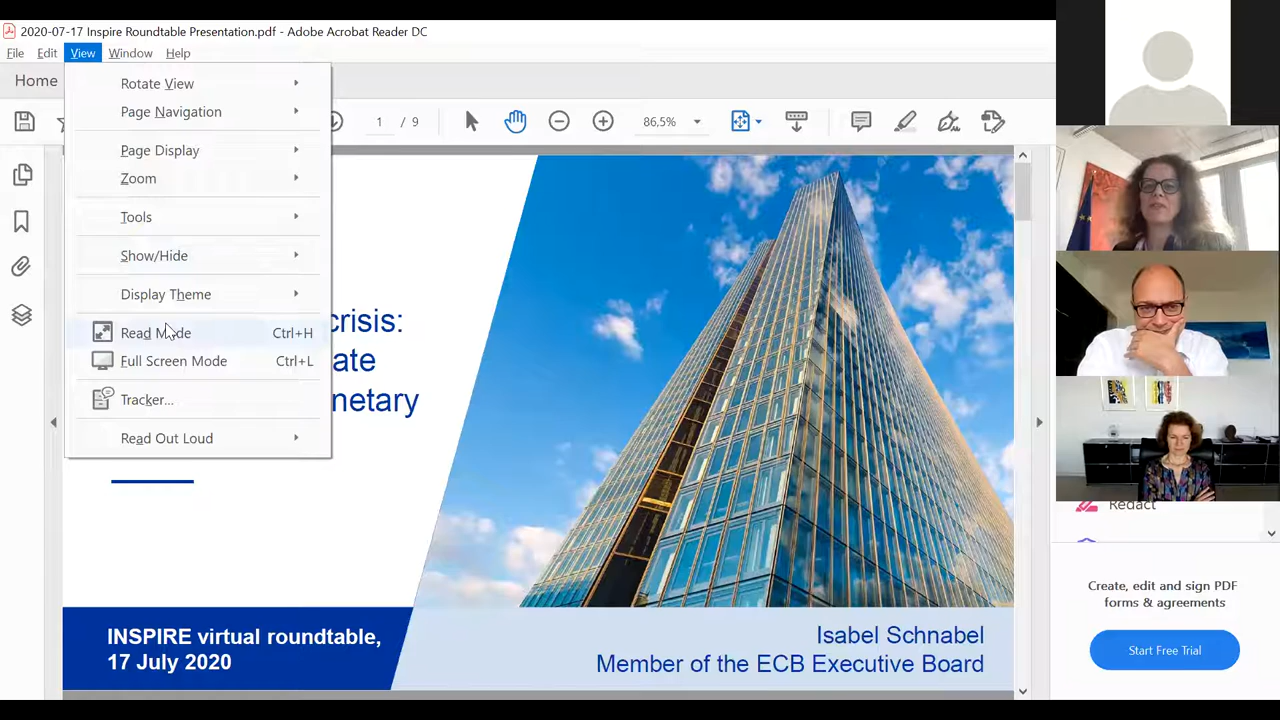 2020-07-17 Inspire Roundtable Presentation.pdf - Adobe Acrobat Reader DC
File Edit View Window Help
Home
1 / 9 86,5%
Rotate View
Page Navigation
Page Display
Zoom
Tools
Show/Hide
Display Theme
Read Mode Ctrl+H
Full Screen Mode Ctrl+L
Tracker...
Read Out Loud
crisis:
ate
netary
INSPIRE virtual roundtable,
17 July 2020
Isabel Schnabel
Member of the ECB Executive Board
Redact
Create, edit and sign PDF
forms & agreements
Start Free Trial